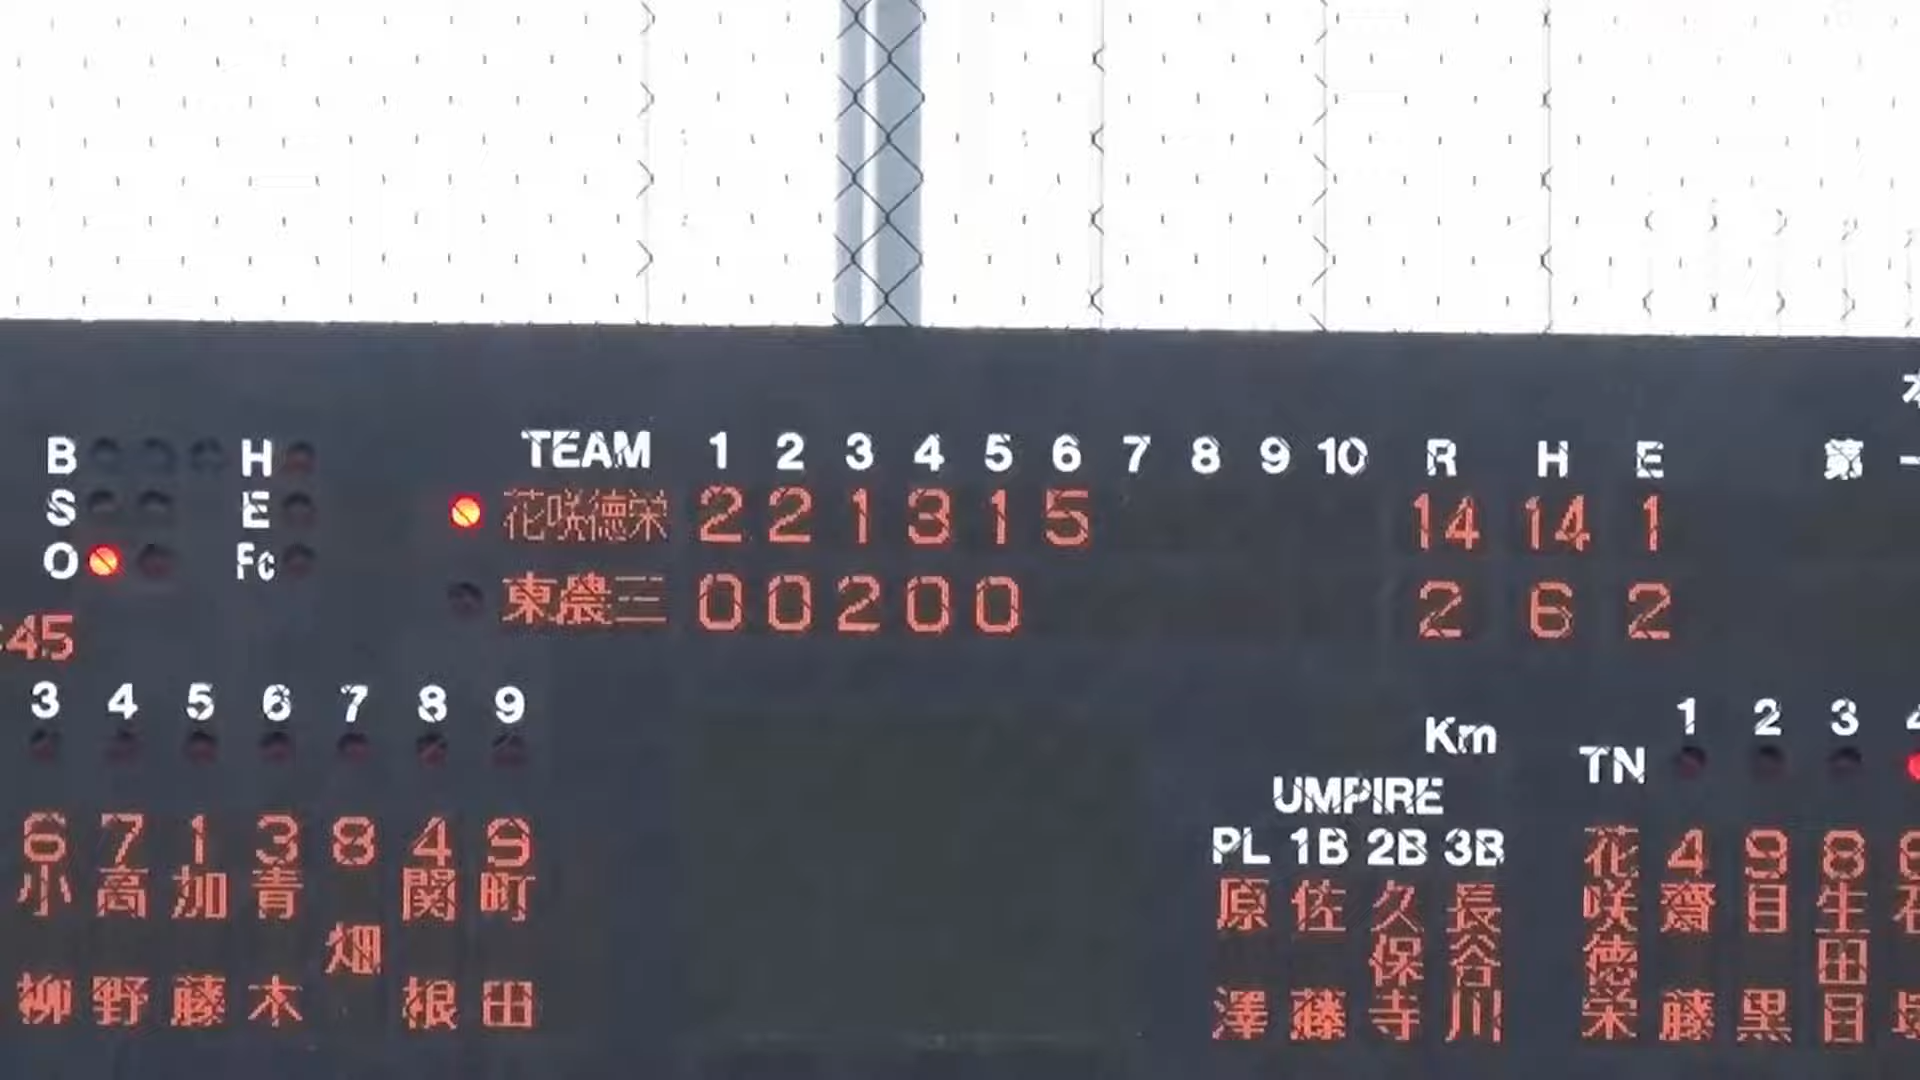 B H
S E
O Fc
45
TEAM 1 2 3 4 5 6 7 8 9 10 R H E
花咲徳栄 2 2 1 3 1 5 14 14 1
東農三 0 0 2 0 0 2 6 2
第一
3 4 5 6 7 8 9
6 7 1 3 8 4 9
小柳
高野
加藤
青木
畑
関根
町田
Km
UMPIRE
PL 1B 2B 3B
原澤
佐藤
久保寺
長谷川
TN 1 2 3 4
花咲徳栄
4 9 8
齋藤
目黒
生田目